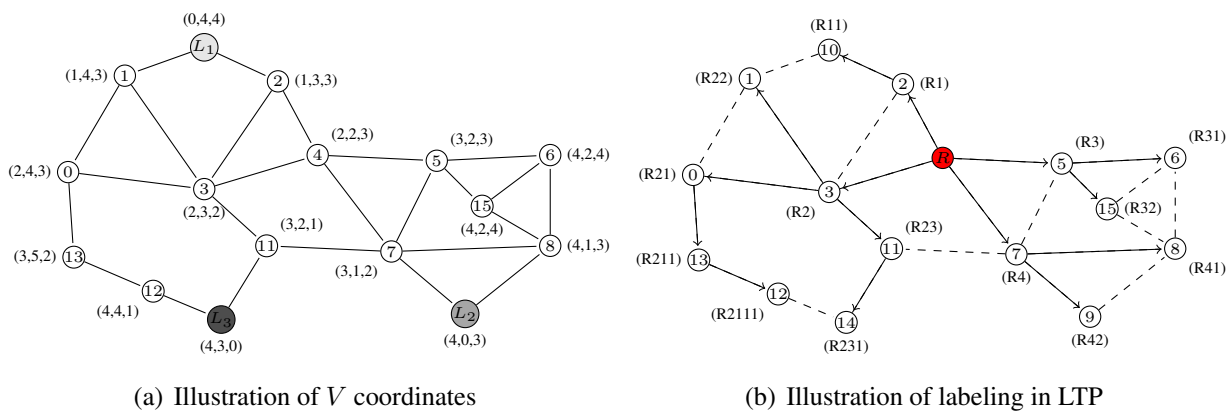 (0,4,4)
L1
(1,4,3) 1
2 (1,3,3)
(2,2,3)
4
(3,2,3)
5
6 (4,2,4)
(2,4,3) 0
3
(2,3,2)
15
(4,2,4)
11 (3,2,1)
7
(3,1,2)
8 (4,1,3)
(3,5,2) 13
12
(4,4,1)
L3
(4,3,0)
L2
(4,0,3)
(a) Illustration of V coordinates
(R11)
10
(R22) 1
2 (R1)
R
(R3)
5
(R31)
6
(R21) 0
3
(R2)
15 (R32)
(R23)
11
7
(R4)
8
(R41)
(R211) 13
12
(R2111)
14
(R231)
9
(R42)
(b) Illustration of labeling in LTP